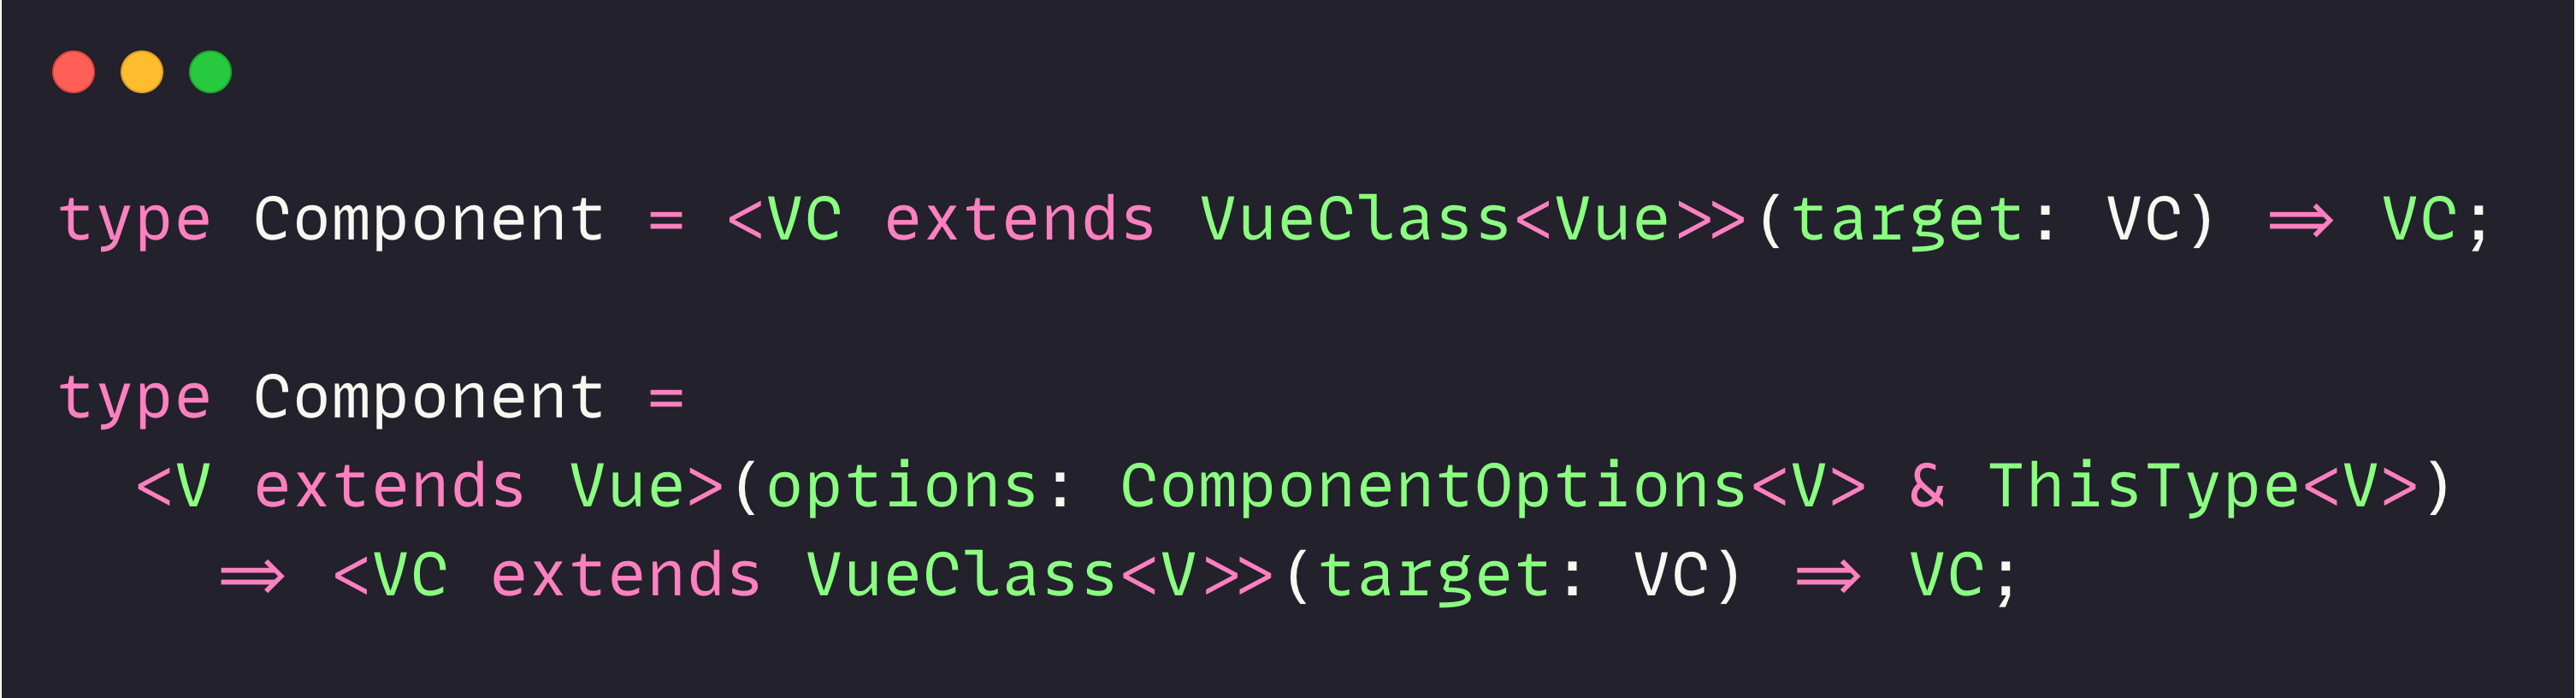 type Component = <VC extends VueClass<Vue>>(target: VC) => VC;
type Component =
<V extends Vue>(options: ComponentOptions<V> & ThisType<V>)
=> <VC extends VueClass<V>>(target: VC) => VC;